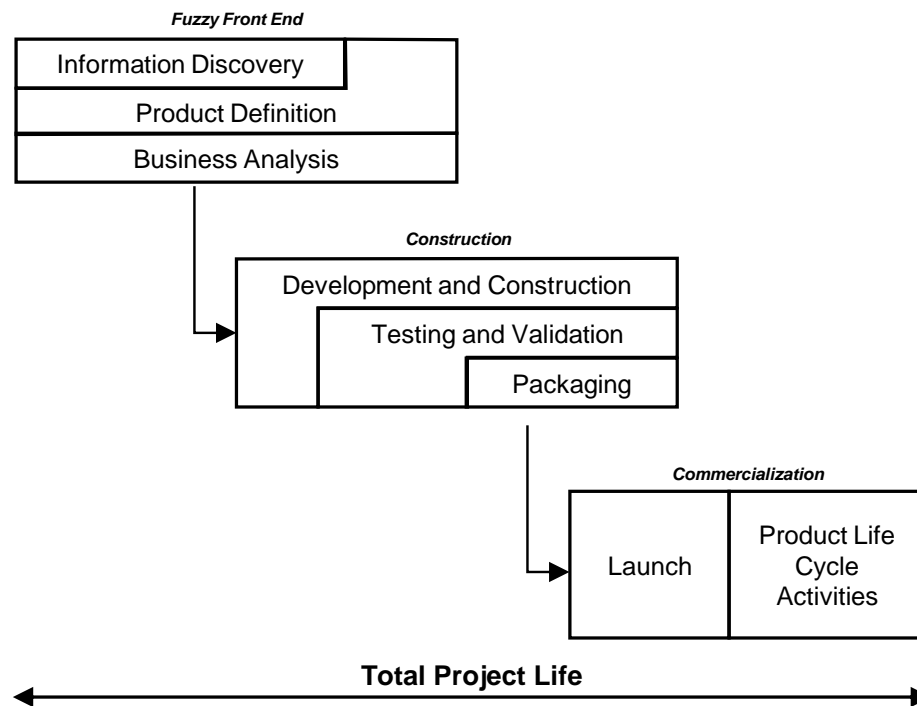 Fuzzy Front End
Information Discovery
Product Definition
Business Analysis
Construction
Development and Construction
Testing and Validation
Packaging
Commercialization
Launch
Product Life
Cycle
Activities
Total Project Life